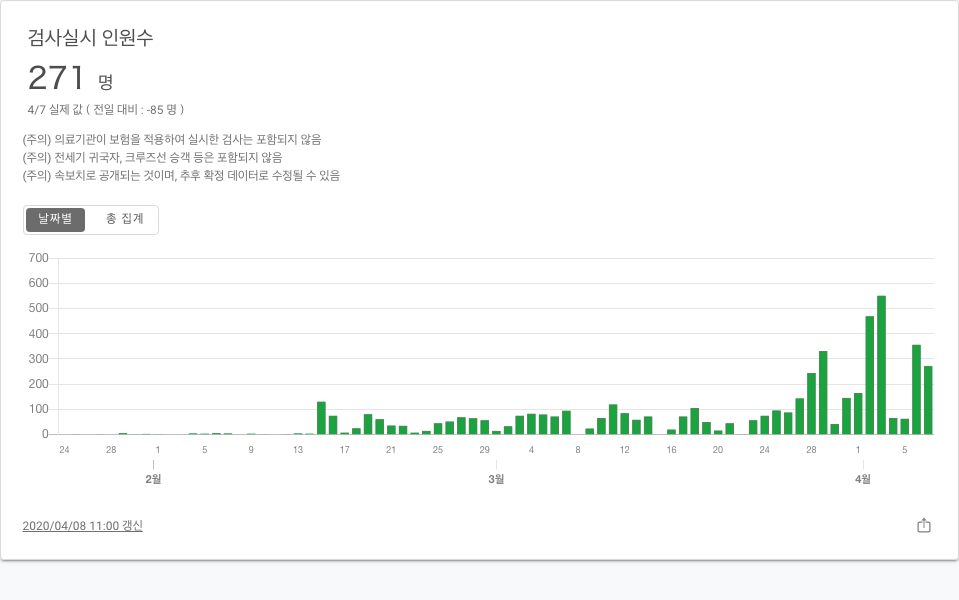 검사실시 인원수
271 명
4/7 실제 값 ( 전일 대비 : -85 명 )
(주의) 의료기관이 보험을 적용하여 실시한 검사는 포함되지 않음
(주의) 전세기 귀국자, 크루즈선 승객 등은 포함되지 않음
(주의) 속보치로 공개되는 것이며, 추후 확정 데이터로 수정될 수 있음
날짜별 총 집계
700
600
500
400
300
200
100
0
24 28 1 5 9 13 17 21 25 29 4 8 12 16 20 24 28 1 5
2월 3월 4월
2020/04/08 11:00 갱신